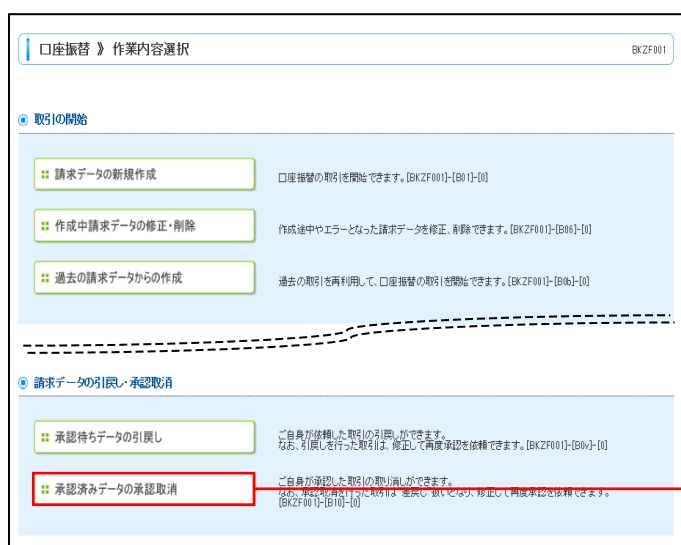 口座振替 》 作業内容選択
BKZF001
取引の開始
請求データの新規作成
口座振替の取引を開始できます。[BKZF001]-[B01]-[0]
作成中請求データの修正・削除
作成途中やエラーとなった請求データを修正、削除できます。[BKZF001]-[B06]-[0]
過去の請求データからの作成
過去の取引を再利用して、口座振替の取引を開始できます。[BKZF001]-[B0b]-[0]
請求データの引戻し・承認取消
承認待ちデータの引戻し
ご自身が依頼した取引の引戻しができます。
なお、引戻しを行った取引は、修正して再度承認を依頼できます。[BKZF001]-[B0v]-[0]
承認済みデータの承認取消
ご自身が承認した取引の取り消しができます。
なお、承認取消を行った取引は「差戻し」扱いとなり、修正して再度承認を依頼できます。
[BKZF001]-[B10]-[0]